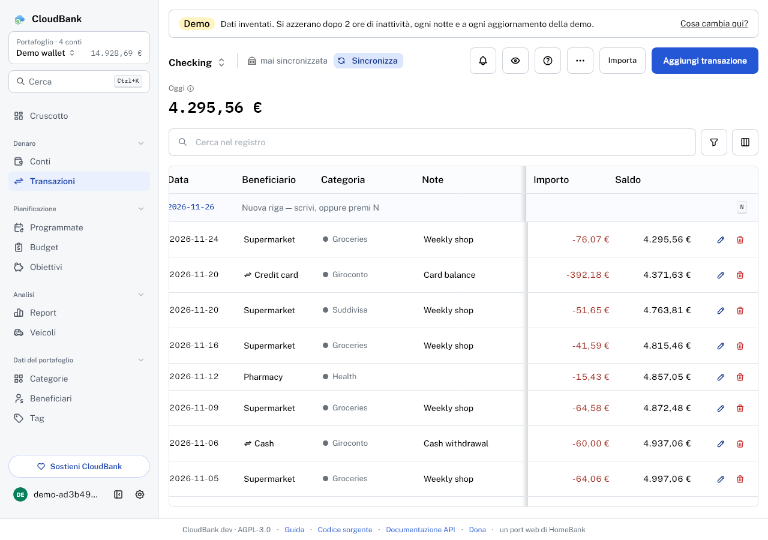 CloudBank
Portafoglio · 4 conti
Demo wallet 14.928,69 €
Cerca Ctrl+K
Cruscotto
Denaro
Conti
Transazioni
Pianificazione
Programmate
Budget
Obiettivi
Analisi
Report
Veicoli
Dati del portafoglio
Categorie
Beneficiari
Tag
Sostieni CloudBank
DE demo-ad3b49...
Demo Dati inventati. Si azzerano dopo 2 ore di inattività, ogni notte e a ogni aggiornamento della demo. Cosa cambia qui?
Checking mai sincronizzata Sincronizza Importa Aggiungi transazione
Oggi
4.295,56 €
Cerca nel registro
Data Beneficiario Categoria Note Importo Saldo
2026-11-26 Nuova riga — scrivi, oppure premi N N
2026-11-24 Supermarket Groceries Weekly shop -76,07 € 4.295,56 €
2026-11-20 Credit card Giroconto Card balance -392,18 € 4.371,63 €
2026-11-20 Supermarket Suddivisa Weekly shop -51,65 € 4.763,81 €
2026-11-16 Supermarket Groceries Weekly shop -41,59 € 4.815,46 €
2026-11-12 Pharmacy Health -15,43 € 4.857,05 €
2026-11-09 Supermarket Groceries Weekly shop -64,58 € 4.872,48 €
2026-11-06 Cash Giroconto Cash withdrawal -60,00 € 4.937,06 €
2026-11-05 Supermarket Groceries Weekly shop -64,06 € 4.997,06 €
CloudBank dev · AGPL-3.0 · Guida · Codice sorgente · Documentazione API · Dona · un port web di HomeBank